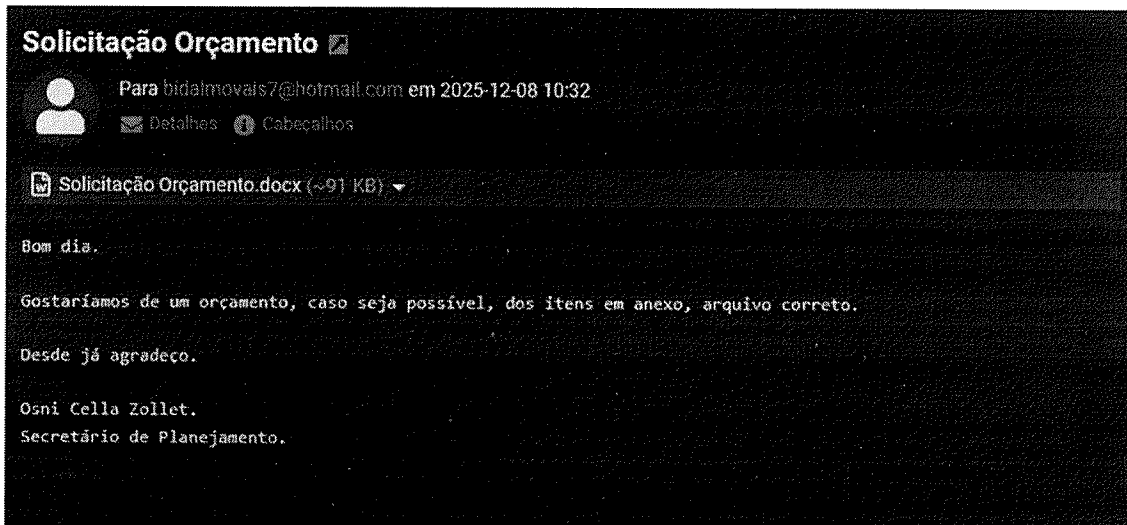 Solicitação Orçamento
Para bidalmovais7@hotmail.com em 2025-12-08 10:32
Detalhes Cabeçalhos
Solicitação Orçamento.docx (~91 KB)
Bom dia.
Gostaríamos de um orçamento, caso seja possível, dos itens em anexo, arquivo correto.
Desde já agradeço.
Osni Cella Zollet.
Secretário de Planejamento.